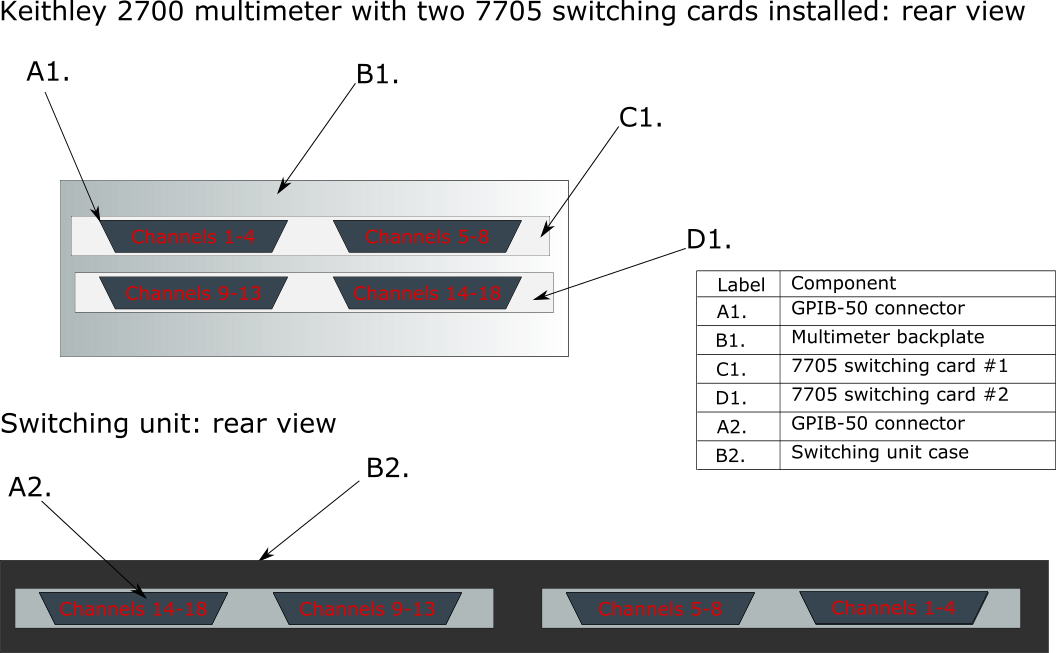 Keithley 2700 multimeter with two 7705 switching cards installed: rear view
A1.
B1.
C1.
Channels 1-4
Channels 5-8
D1.
Channels 9-13
Channels 14-18
Label Component
A1. GPIB-50 connector
B1. Multimeter backplate
C1. 7705 switching card #1
D1. 7705 switching card #2
A2. GPIB-50 connector
B2. Switching unit case
Switching unit: rear view
A2.
B2.
Channels 14-18
Channels 9-13
Channels 5-8
Channels 1-4